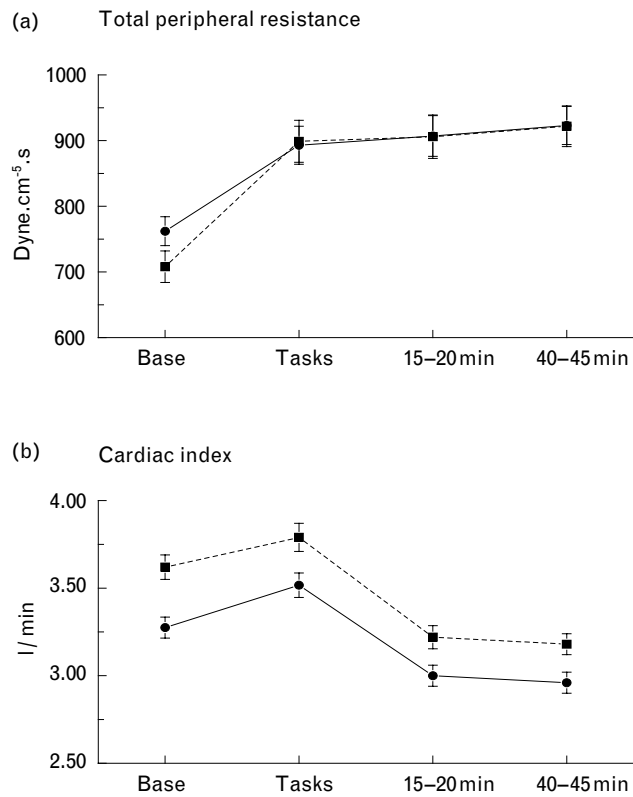 (a) Total peripheral resistance
1000
900
800
700
600
Dyne.cm⁻⁵.s
Base Tasks 15–20 min 40–45 min
(b) Cardiac index
4.00
3.50
3.00
2.50
l/min
Base Tasks 15–20 min 40–45 min